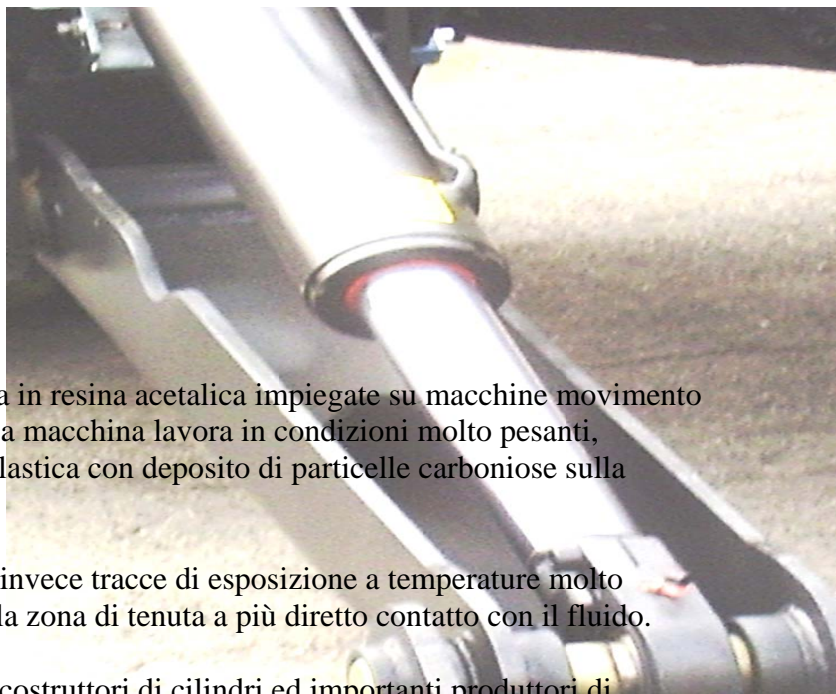 a in resina acetalica impiegate su macchine movimento
a macchina lavora in condizioni molto pesanti,
lastica con deposito di particelle carboniose sulla
invece tracce di esposizione a temperature molto
la zona di tenuta a più diretto contatto con il fluido.
costruttori di cilindri ed importanti produttori di